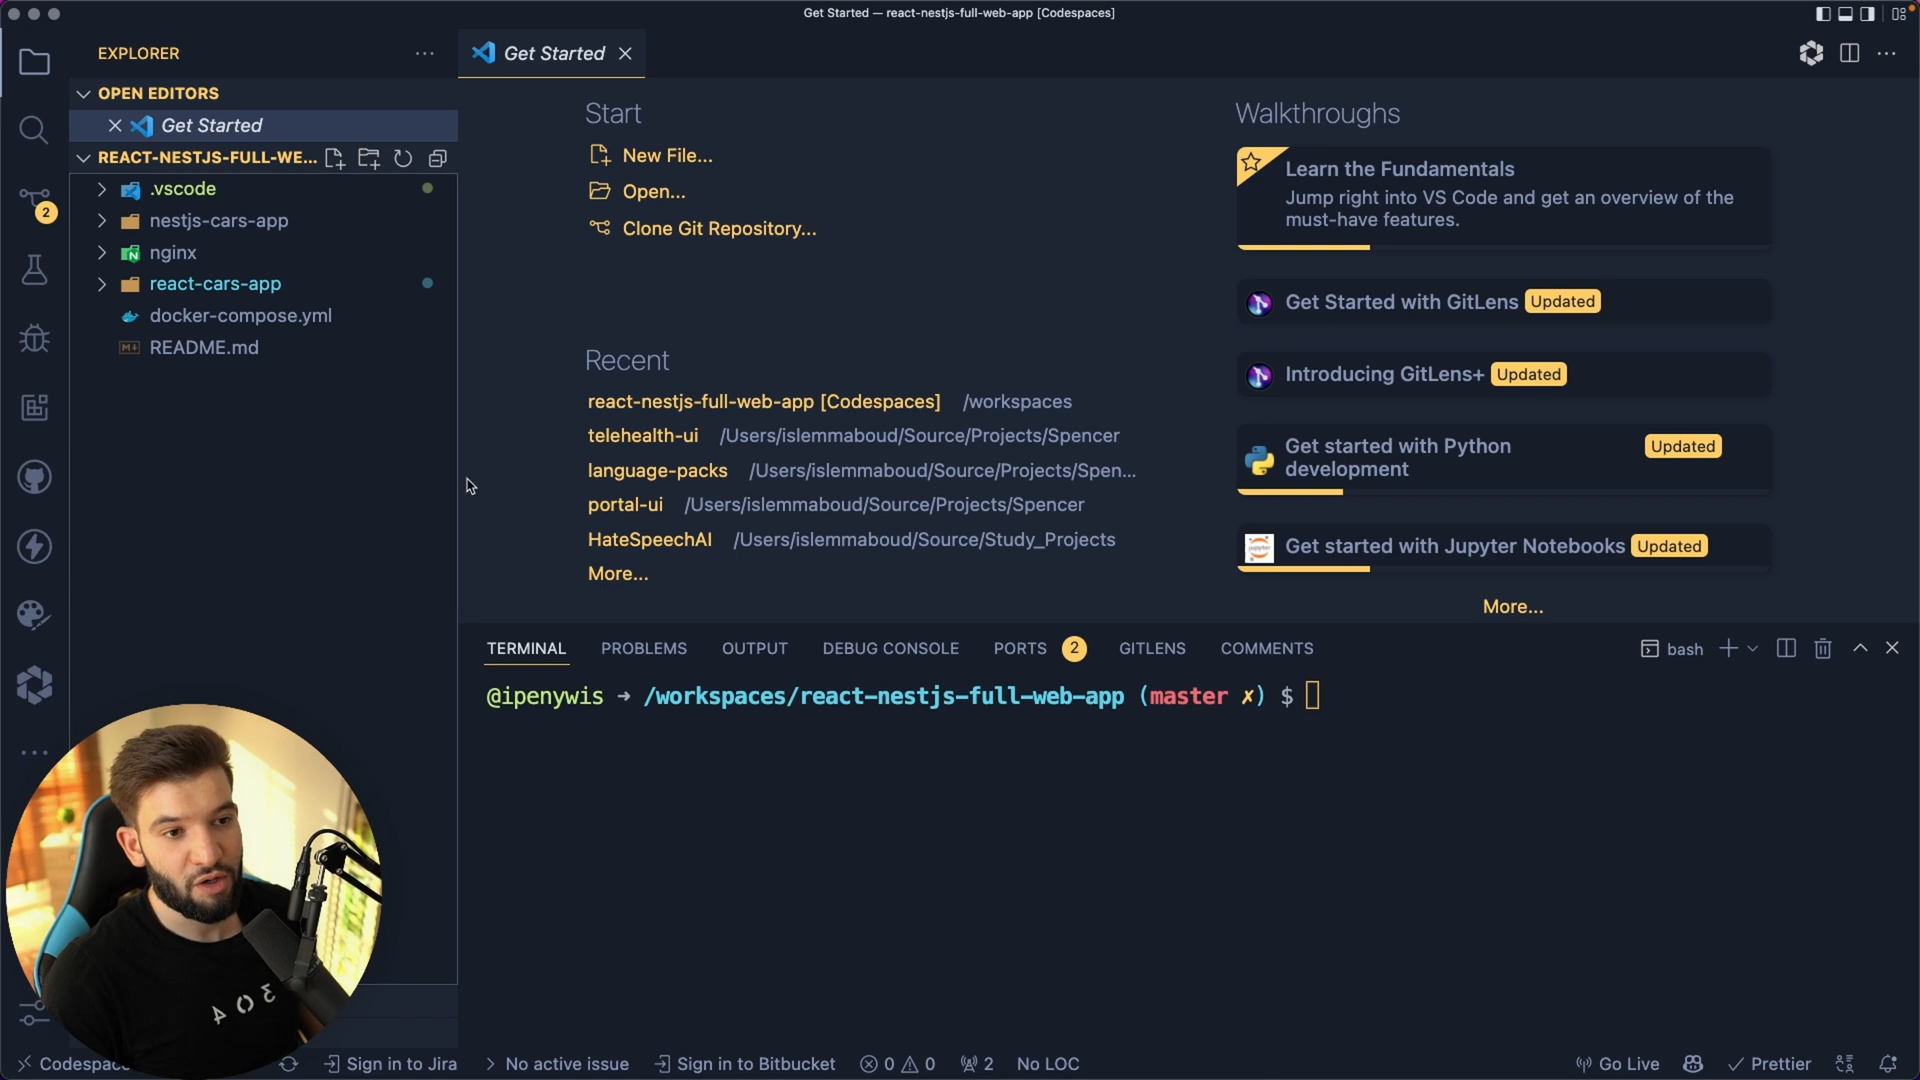 Get Started — react-nestjs-full-web-app [Codespaces]
EXPLORER
Get Started
OPEN EDITORS
Get Started
REACT-NESTJS-FULL-WE...
.vscode
nestjs-cars-app
nginx
react-cars-app
docker-compose.yml
README.md
2
Start
New File...
Open...
Clone Git Repository...
Recent
react-nestjs-full-web-app [Codespaces] /workspaces
telehealth-ui /Users/islemmaboud/Source/Projects/Spencer
language-packs /Users/islemmaboud/Source/Projects/Spen...
portal-ui /Users/islemmaboud/Source/Projects/Spencer
HateSpeechAI /Users/islemmaboud/Source/Study_Projects
More...
Walkthroughs
Learn the Fundamentals
Jump right into VS Code and get an overview of the
must-have features.
Get Started with GitLens Updated
Introducing GitLens+ Updated
Get started with Python
development
Updated
Get started with Jupyter Notebooks Updated
More...
TERMINAL PROBLEMS OUTPUT DEBUG CONSOLE PORTS 2 GITLENS COMMENTS
bash
@ipenywis ➜ /workspaces/react-nestjs-full-web-app (master ✗) $
304
Codespac
Sign in to Jira
No active issue
Sign in to Bitbucket
0 0
2
No LOC
Go Live
Prettier